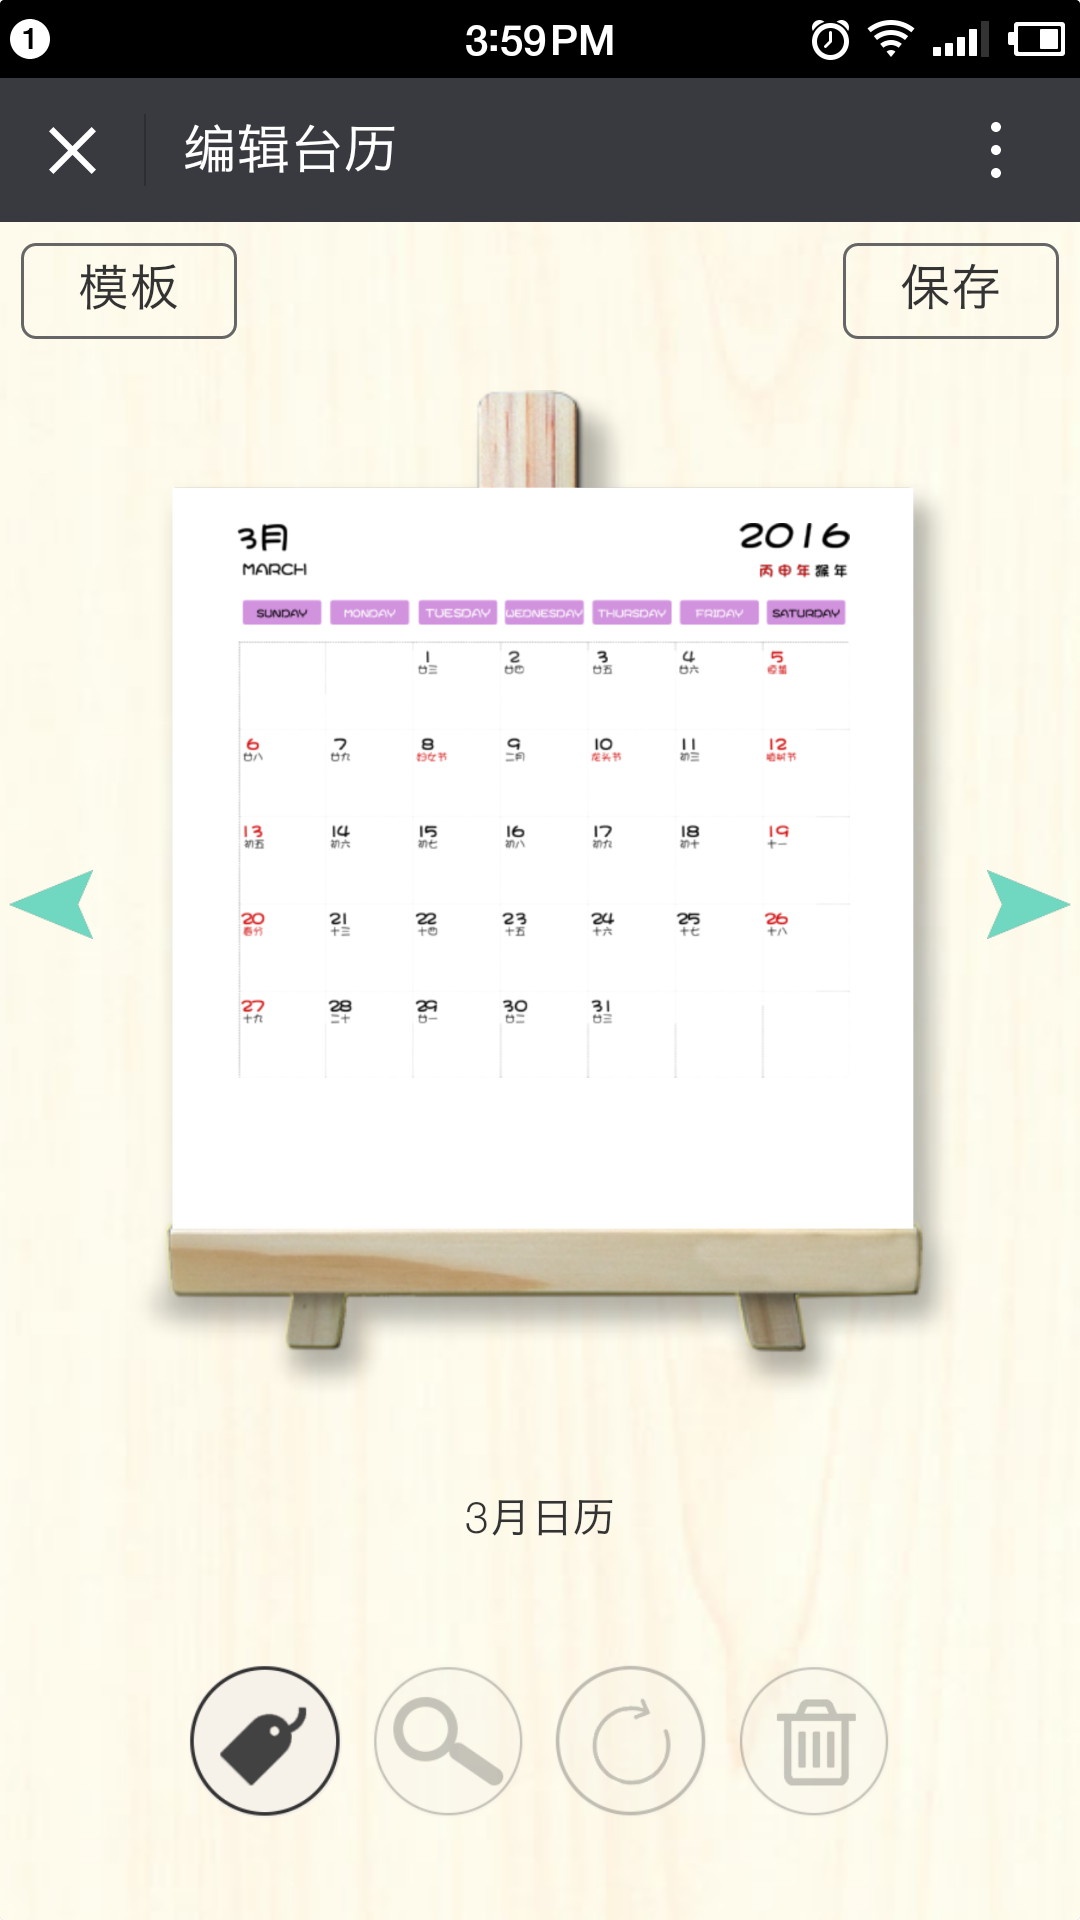 1
3:59PM
编辑台历
模板
保存
3月
2016
MARCH
丙申年猴年
SUNDAY MONDAY TUESDAY WEDNESDAY THURSDAY FRIDAY SATURDAY
1 2 3 4 5
廿三 廿四 廿五 廿六
6 7 8 9 10 11 12
廿八 廿九 妇女节 二月 龙头节 初三 植树节
13 14 15 16 17 18 19
初五 初六 初七 初八 初九 初十 十一
20 21 22 23 24 25 26
春分 十三 十四 十五 十六 十七 十八
27 28 29 30 31
十九 二十 廿一 廿二 廿三
3月日历